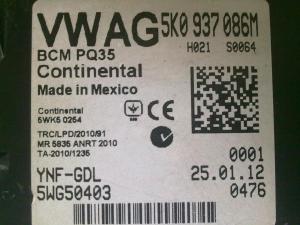 VWAG 5K0 937 086M
BCM PQ35 H021 S0064
Continental
Made in Mexico
Continental
5WK5 0254
TRC/LPD/2010/91
MR 5835 ANRT 2010
TA-2010/1235
0001
YNF-GDL 25.01.12
5WG50403 0476